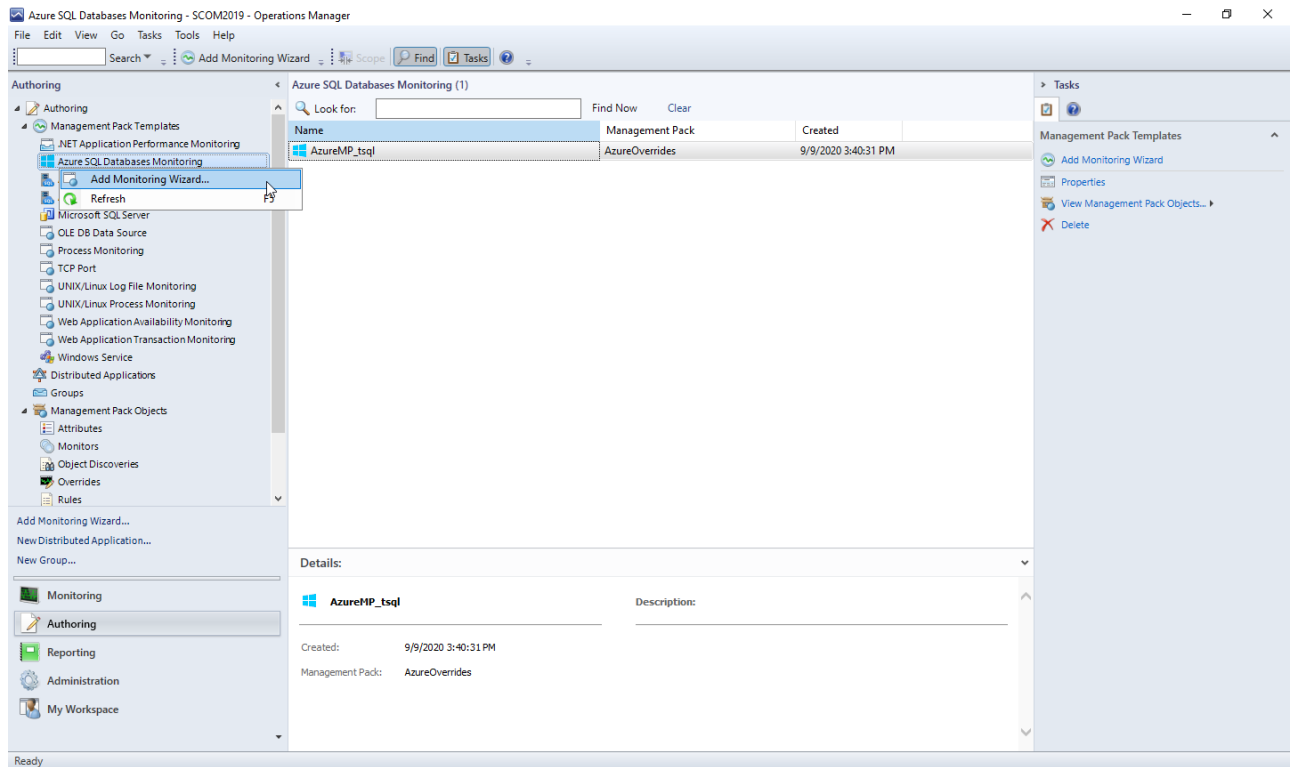 Azure SQL Databases Monitoring - SCOM2019 - Operations Manager
File Edit View Go Tasks Tools Help
Search Add Monitoring Wizard Scope Find Tasks
Authoring
Authoring
Management Pack Templates
.NET Application Performance Monitoring
Azure SQL Databases Monitoring
Add Monitoring Wizard...
Refresh F5
Microsoft SQL Server
OLE DB Data Source
Process Monitoring
TCP Port
UNIX/Linux Log File Monitoring
UNIX/Linux Process Monitoring
Web Application Availability Monitoring
Web Application Transaction Monitoring
Windows Service
Distributed Applications
Groups
Management Pack Objects
Attributes
Monitors
Object Discoveries
Overrides
Rules
Add Monitoring Wizard...
New Distributed Application...
New Group...
Monitoring
Authoring
Reporting
Administration
My Workspace
Azure SQL Databases Monitoring (1)
Look for: Find Now Clear
Name Management Pack Created
AzureMP_tsql AzureOverrides 9/9/2020 3:40:31 PM
Details:
AzureMP_tsql Description:
Created: 9/9/2020 3:40:31 PM
Management Pack: AzureOverrides
Tasks
Management Pack Templates
Add Monitoring Wizard
Properties
View Management Pack Objects...
Delete
Ready